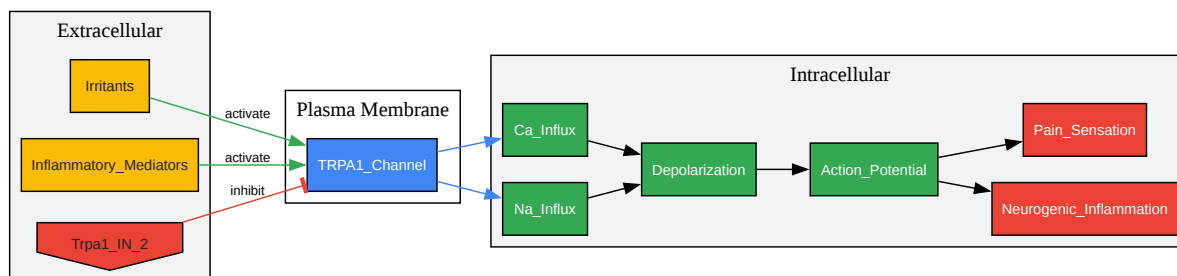 Extracellular
Irritants
Inflammatory_Mediators
Trpa1_IN_2
activate
activate
inhibit
Plasma Membrane
TRPA1_Channel
Intracellular
Ca_Influx
Na_Influx
Depolarization
Action_Potential
Pain_Sensation
Neurogenic_Inflammation